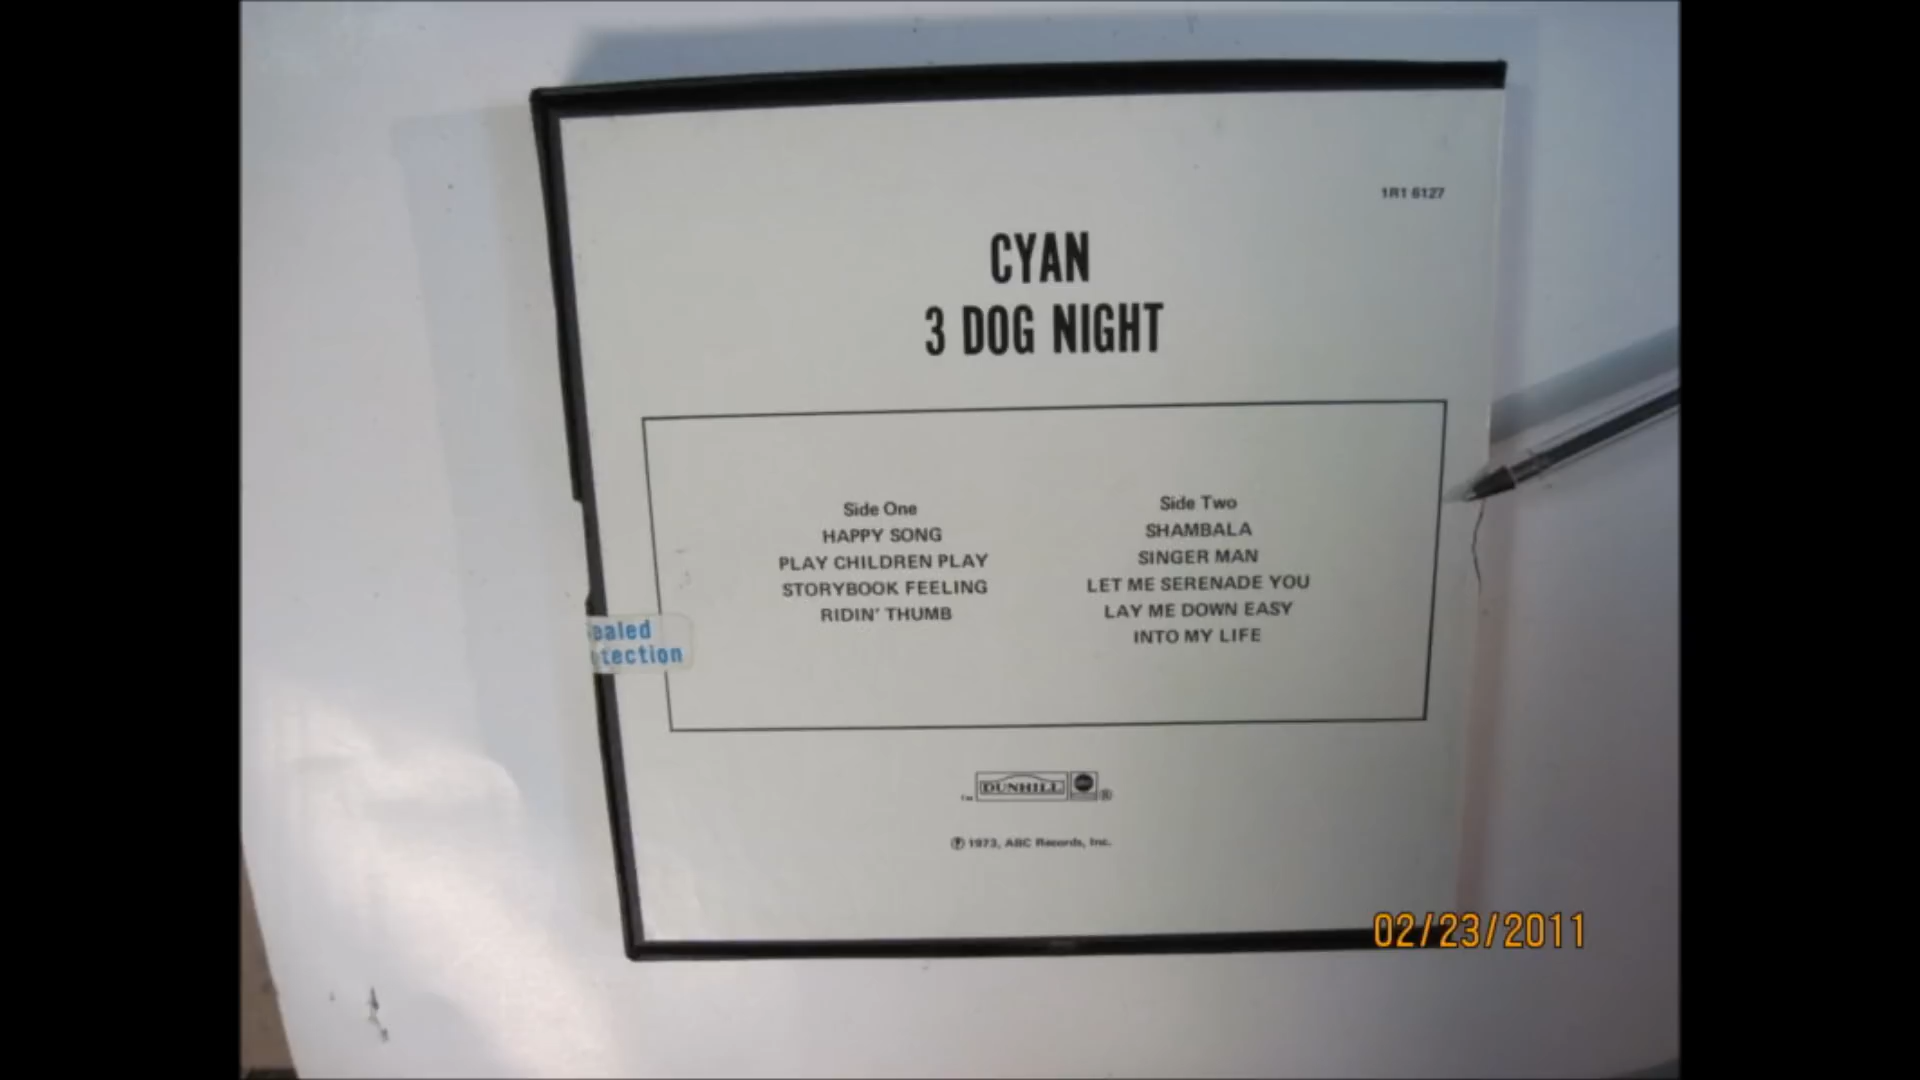 1R1 6127
CYAN
3 DOG NIGHT
Side One
HAPPY SONG
PLAY CHILDREN PLAY
STORYBOOK FEELING
RIDIN' THUMB
Side Two
SHAMBALA
SINGER MAN
LET ME SERENADE YOU
LAY ME DOWN EASY
INTO MY LIFE
ealed
tection
DUNHILL ®
℗ 1973, ABC Records, Inc.
02/23/2011